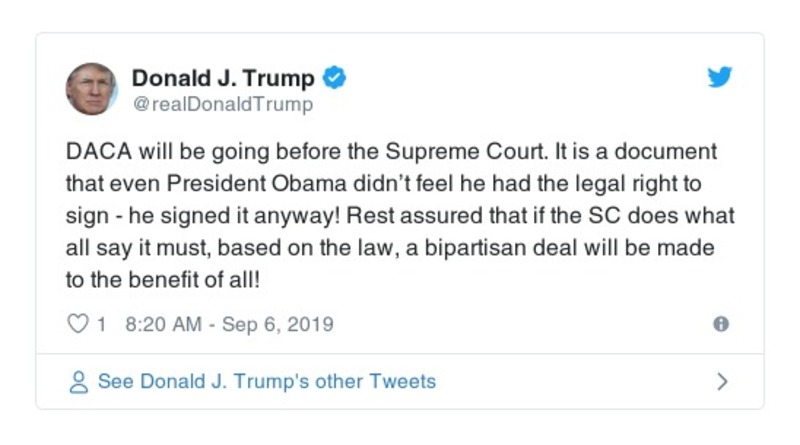 Donald J. Trump
@realDonaldTrump
DACA will be going before the Supreme Court. It is a document
that even President Obama didn’t feel he had the legal right to
sign - he signed it anyway! Rest assured that if the SC does what
all say it must, based on the law, a bipartisan deal will be made
to the benefit of all!
1 8:20 AM - Sep 6, 2019
See Donald J. Trump's other Tweets